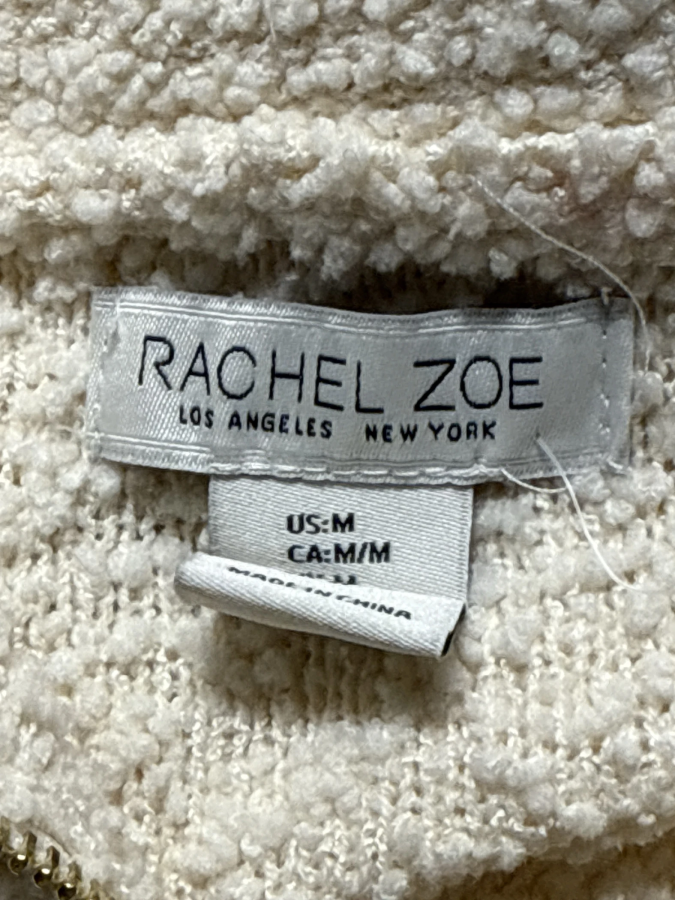 RACHEL ZOE
LOS ANGELES NEW YORK
US:M
CA:M/M
MADE IN CHINA